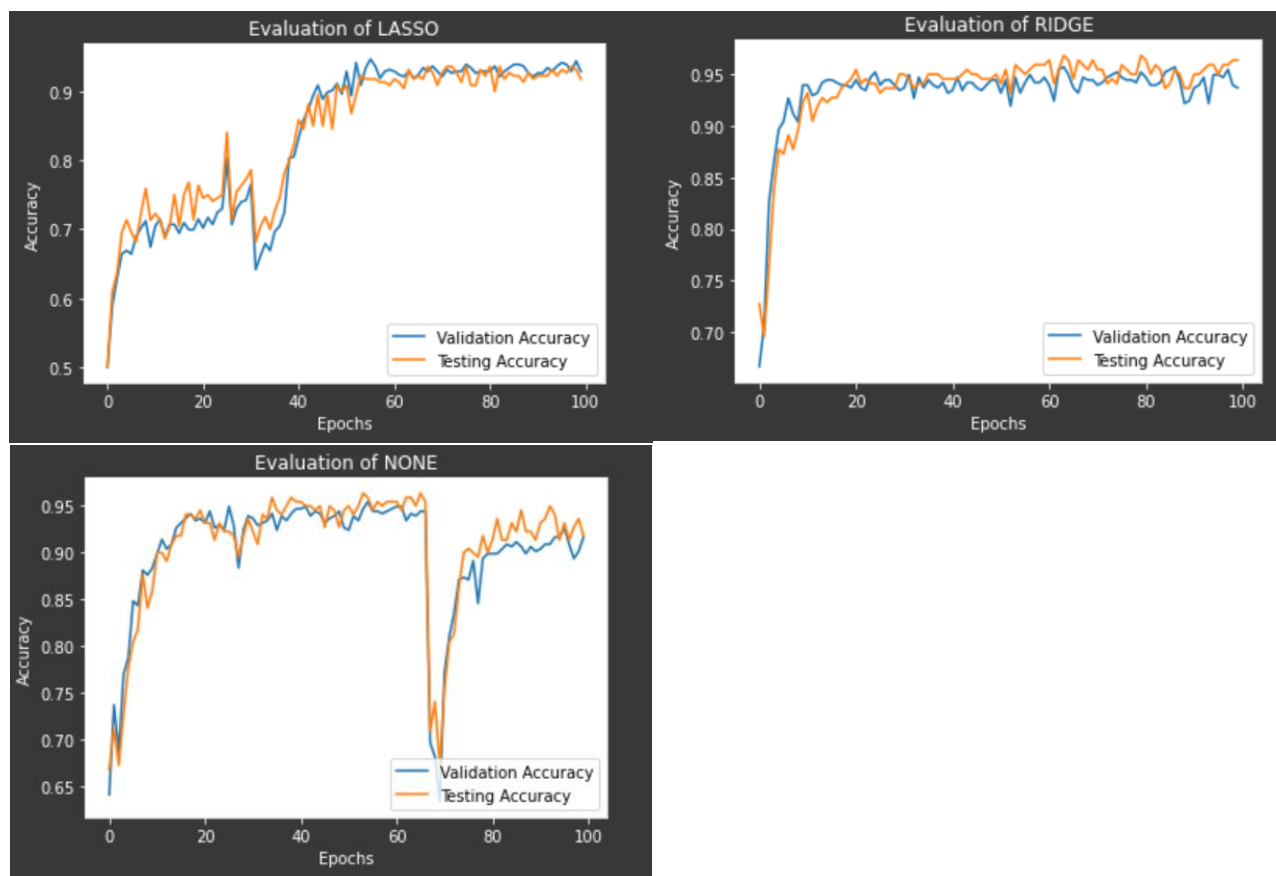 Evaluation of LASSO
Accuracy
0.9
0.8
0.7
0.6
0.5
Validation Accuracy
Testing Accuracy
0 20 40 60 80 100
Epochs
Evaluation of RIDGE
Accuracy
0.95
0.90
0.85
0.80
0.75
0.70
Validation Accuracy
Testing Accuracy
0 20 40 60 80 100
Epochs
Evaluation of NONE
Accuracy
0.95
0.90
0.85
0.80
0.75
0.70
0.65
Validation Accuracy
Testing Accuracy
0 20 40 60 80 100
Epochs